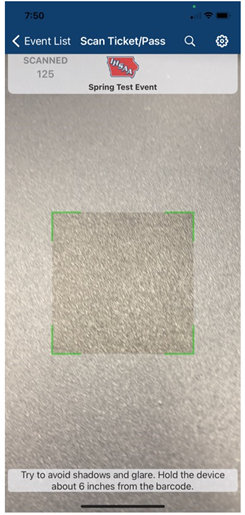 7:50
Event List Scan Ticket/Pass
SCANNED
125
IHSAA
Spring Test Event
Try to avoid shadows and glare. Hold the device
about 6 inches from the barcode.